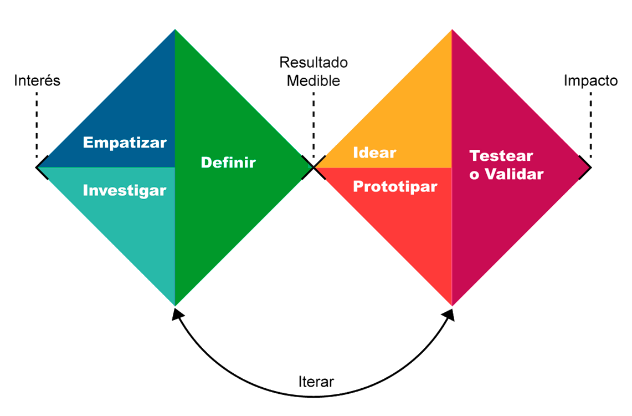 Interés
Resultado
Medible
Impacto
Empatizar
Investigar
Definir
Idear
Prototipar
Testear
o Validar
Iterar